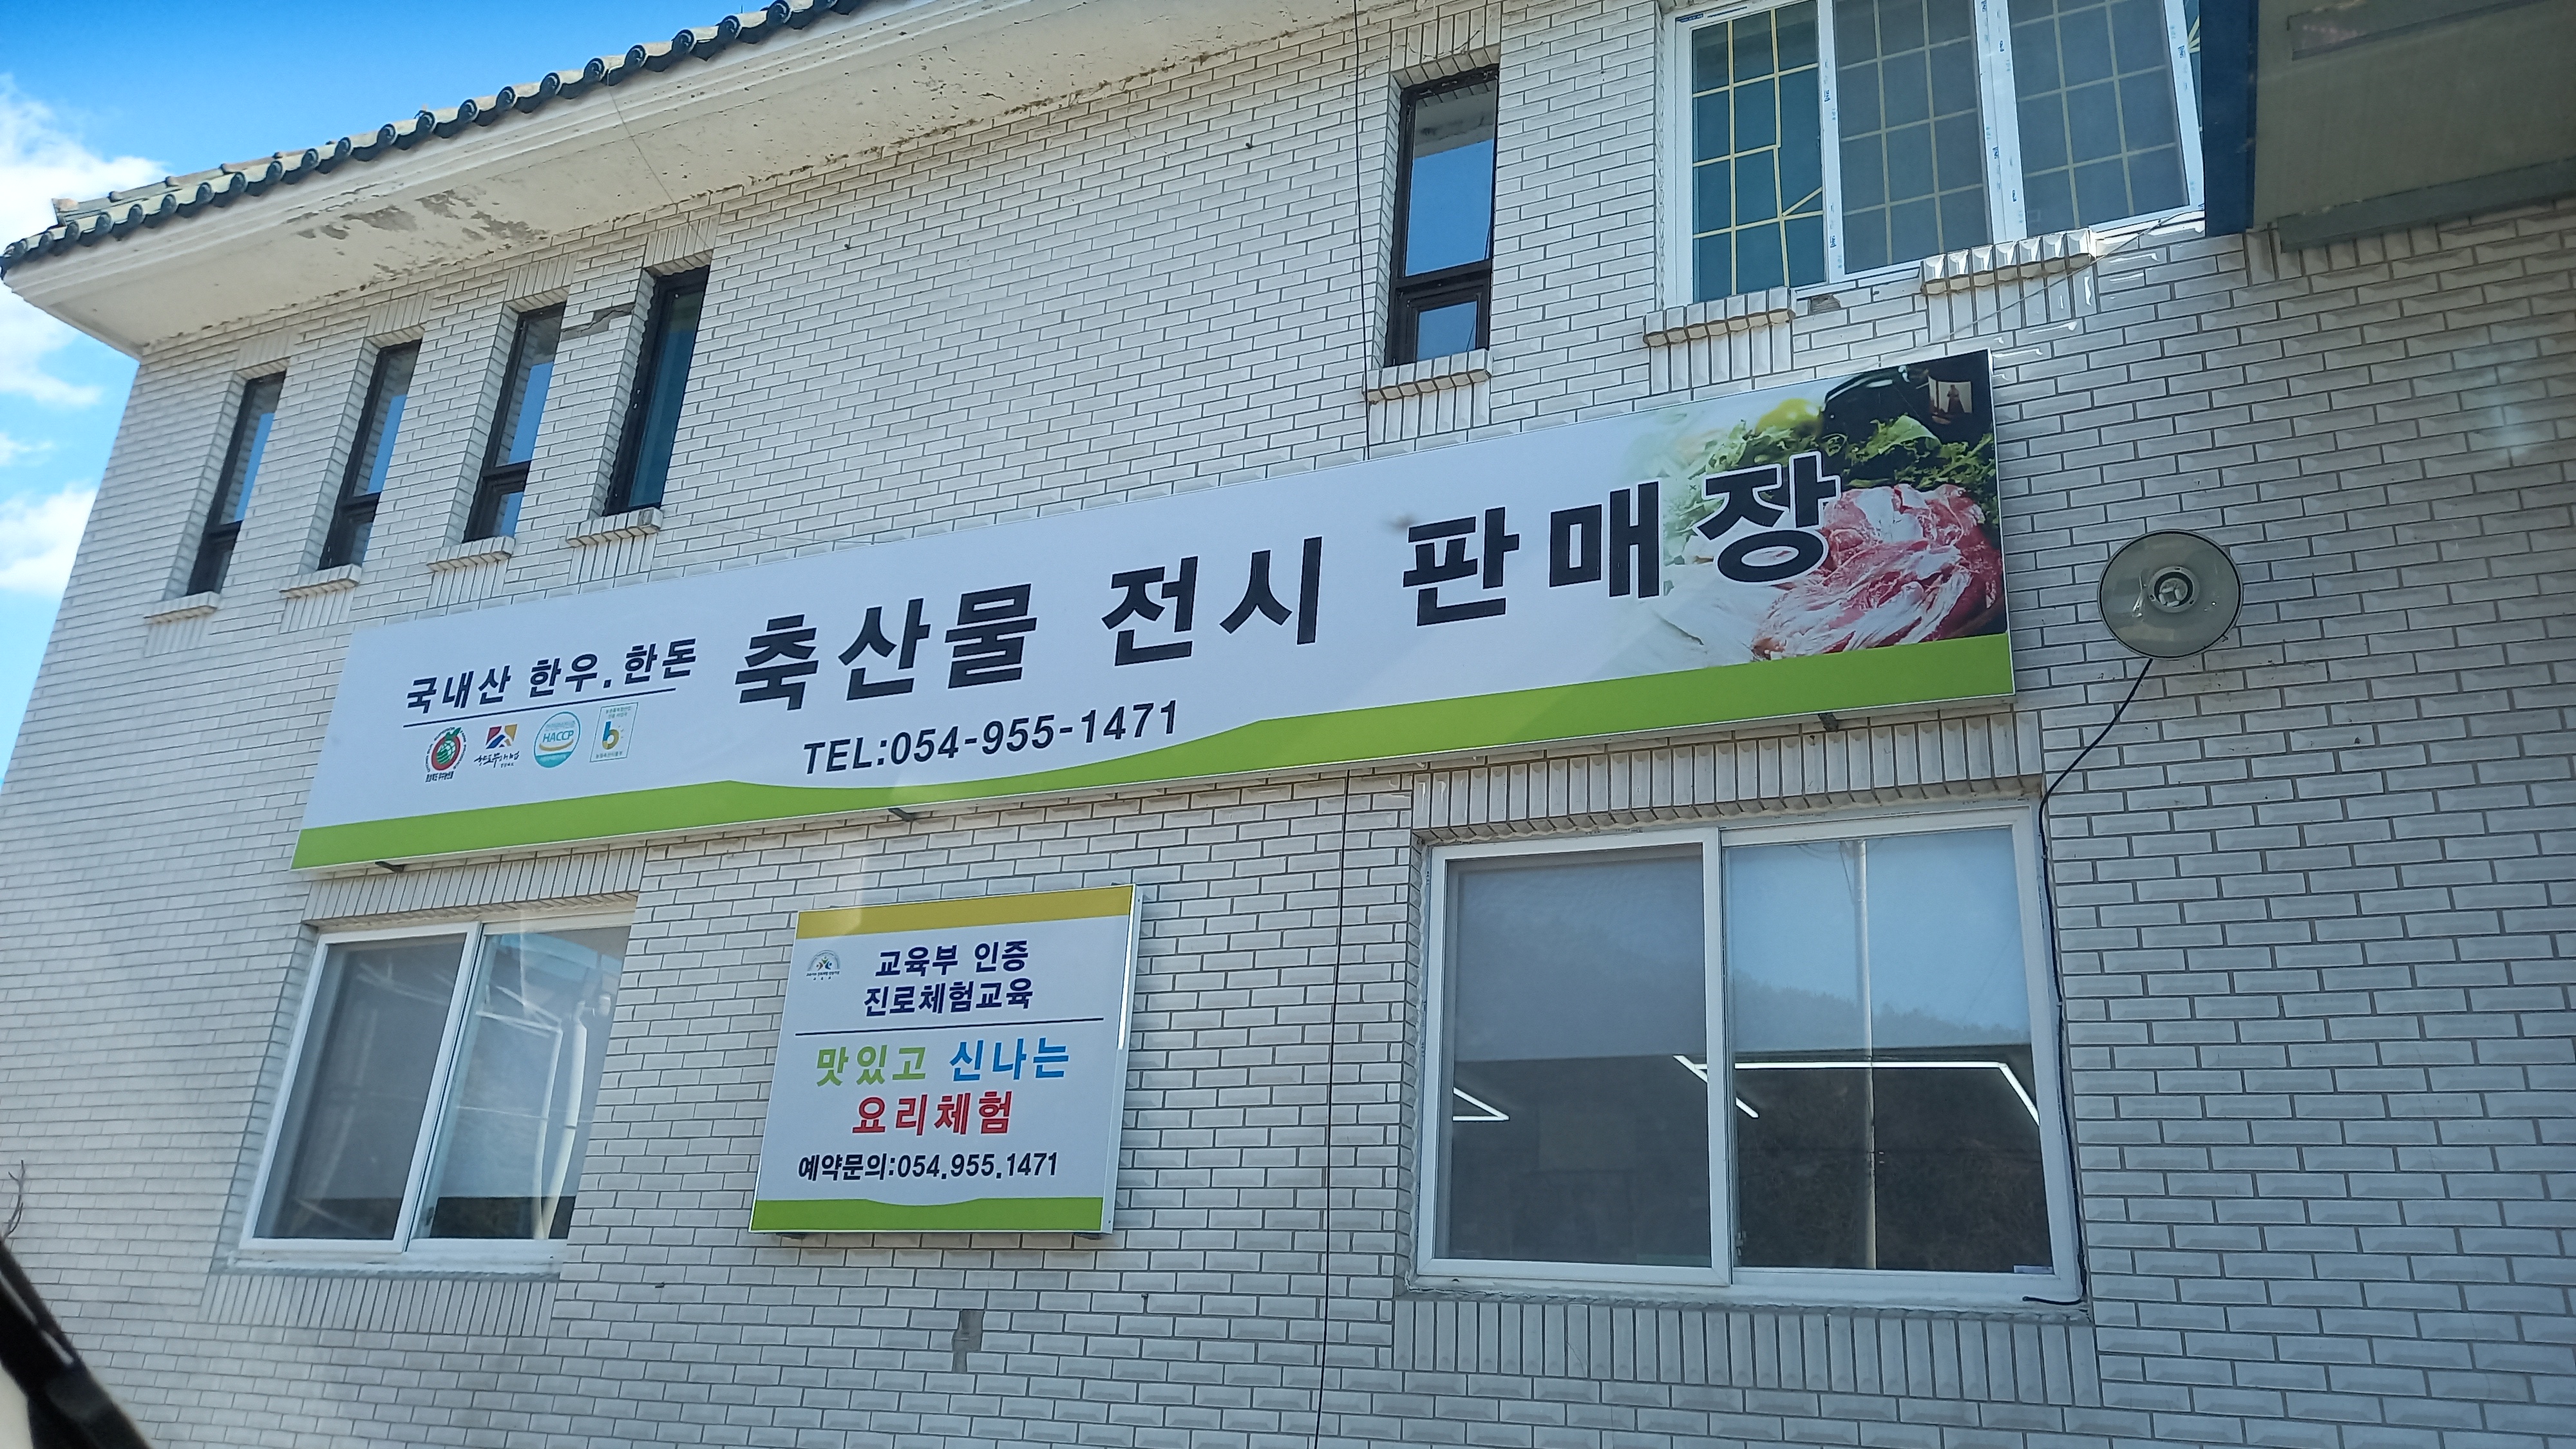 국내산 한우.한돈
축산물 전시 판매장
HACCP
TEL:054-955-1471
교육부 인증
진로체험교육
맛있고 신나는
요리체험
예약문의:054.955.1471